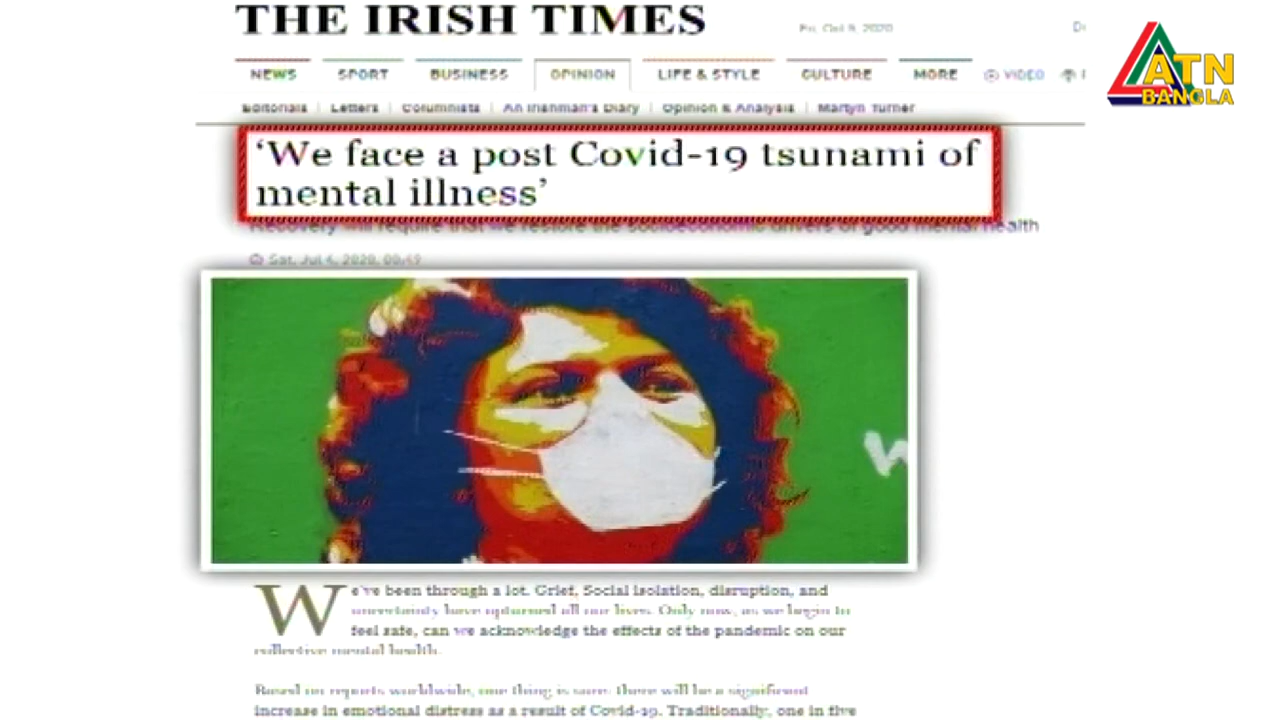 THE IRISH TIMES
Fri, Oct 9, 2020
ATN
BANGLA
NEWS SPORT BUSINESS OPINION LIFE & STYLE CULTURE MORE VIDEO
Editorials Letters Columnists An Irishman's Diary Opinion & Analysis Martyn Turner
‘We face a post Covid-19 tsunami of
mental illness’
Recovery will require that we restore the socioeconomic drivers of good mental health
Sat, Jul 4, 2020, 00:49
We've been through a lot. Grief, Social isolation, disruption, and
uncertainty have upturned all our lives. Only now, as we begin to
feel safe, can we acknowledge the effects of the pandemic on our
collective mental health.
Based on reports worldwide, one thing is sure: there will be a significant
increase in emotional distress as a result of Covid-19. Traditionally, one in five